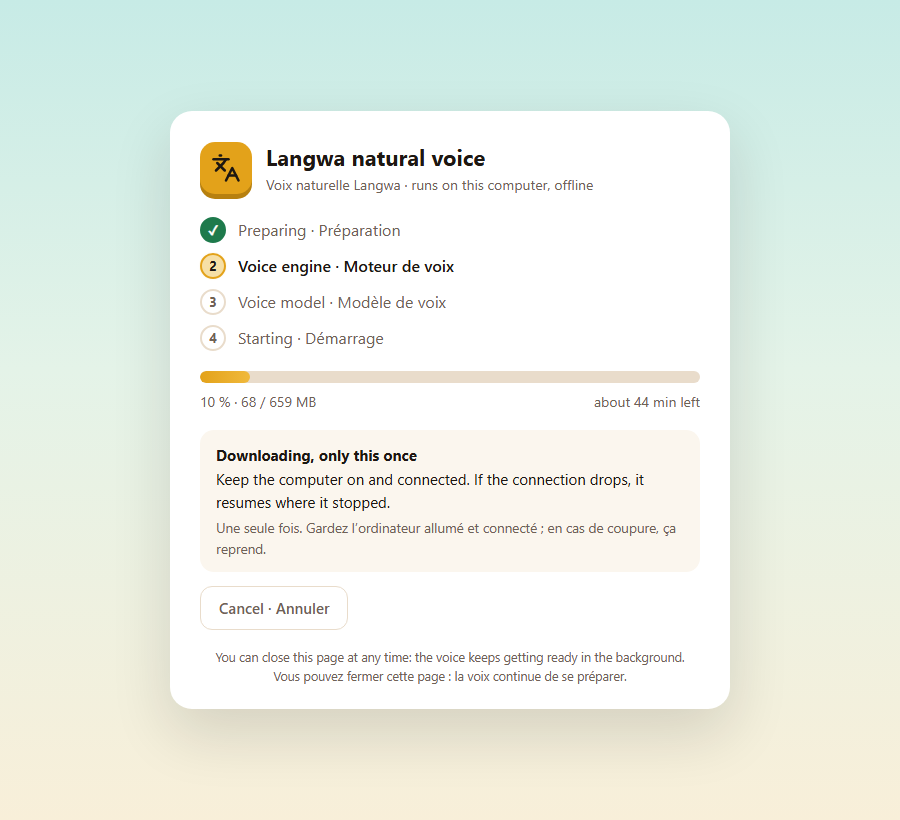 Langwa natural voice
Voix naturelle Langwa · runs on this computer, offline
✓ Preparing · Préparation
2 Voice engine · Moteur de voix
3 Voice model · Modèle de voix
4 Starting · Démarrage
10 % · 68 / 659 MB about 44 min left
Downloading, only this once
Keep the computer on and connected. If the connection drops, it
resumes where it stopped.
Une seule fois. Gardez l’ordinateur allumé et connecté ; en cas de coupure, ça
reprend.
Cancel · Annuler
You can close this page at any time: the voice keeps getting ready in the background.
Vous pouvez fermer cette page : la voix continue de se préparer.